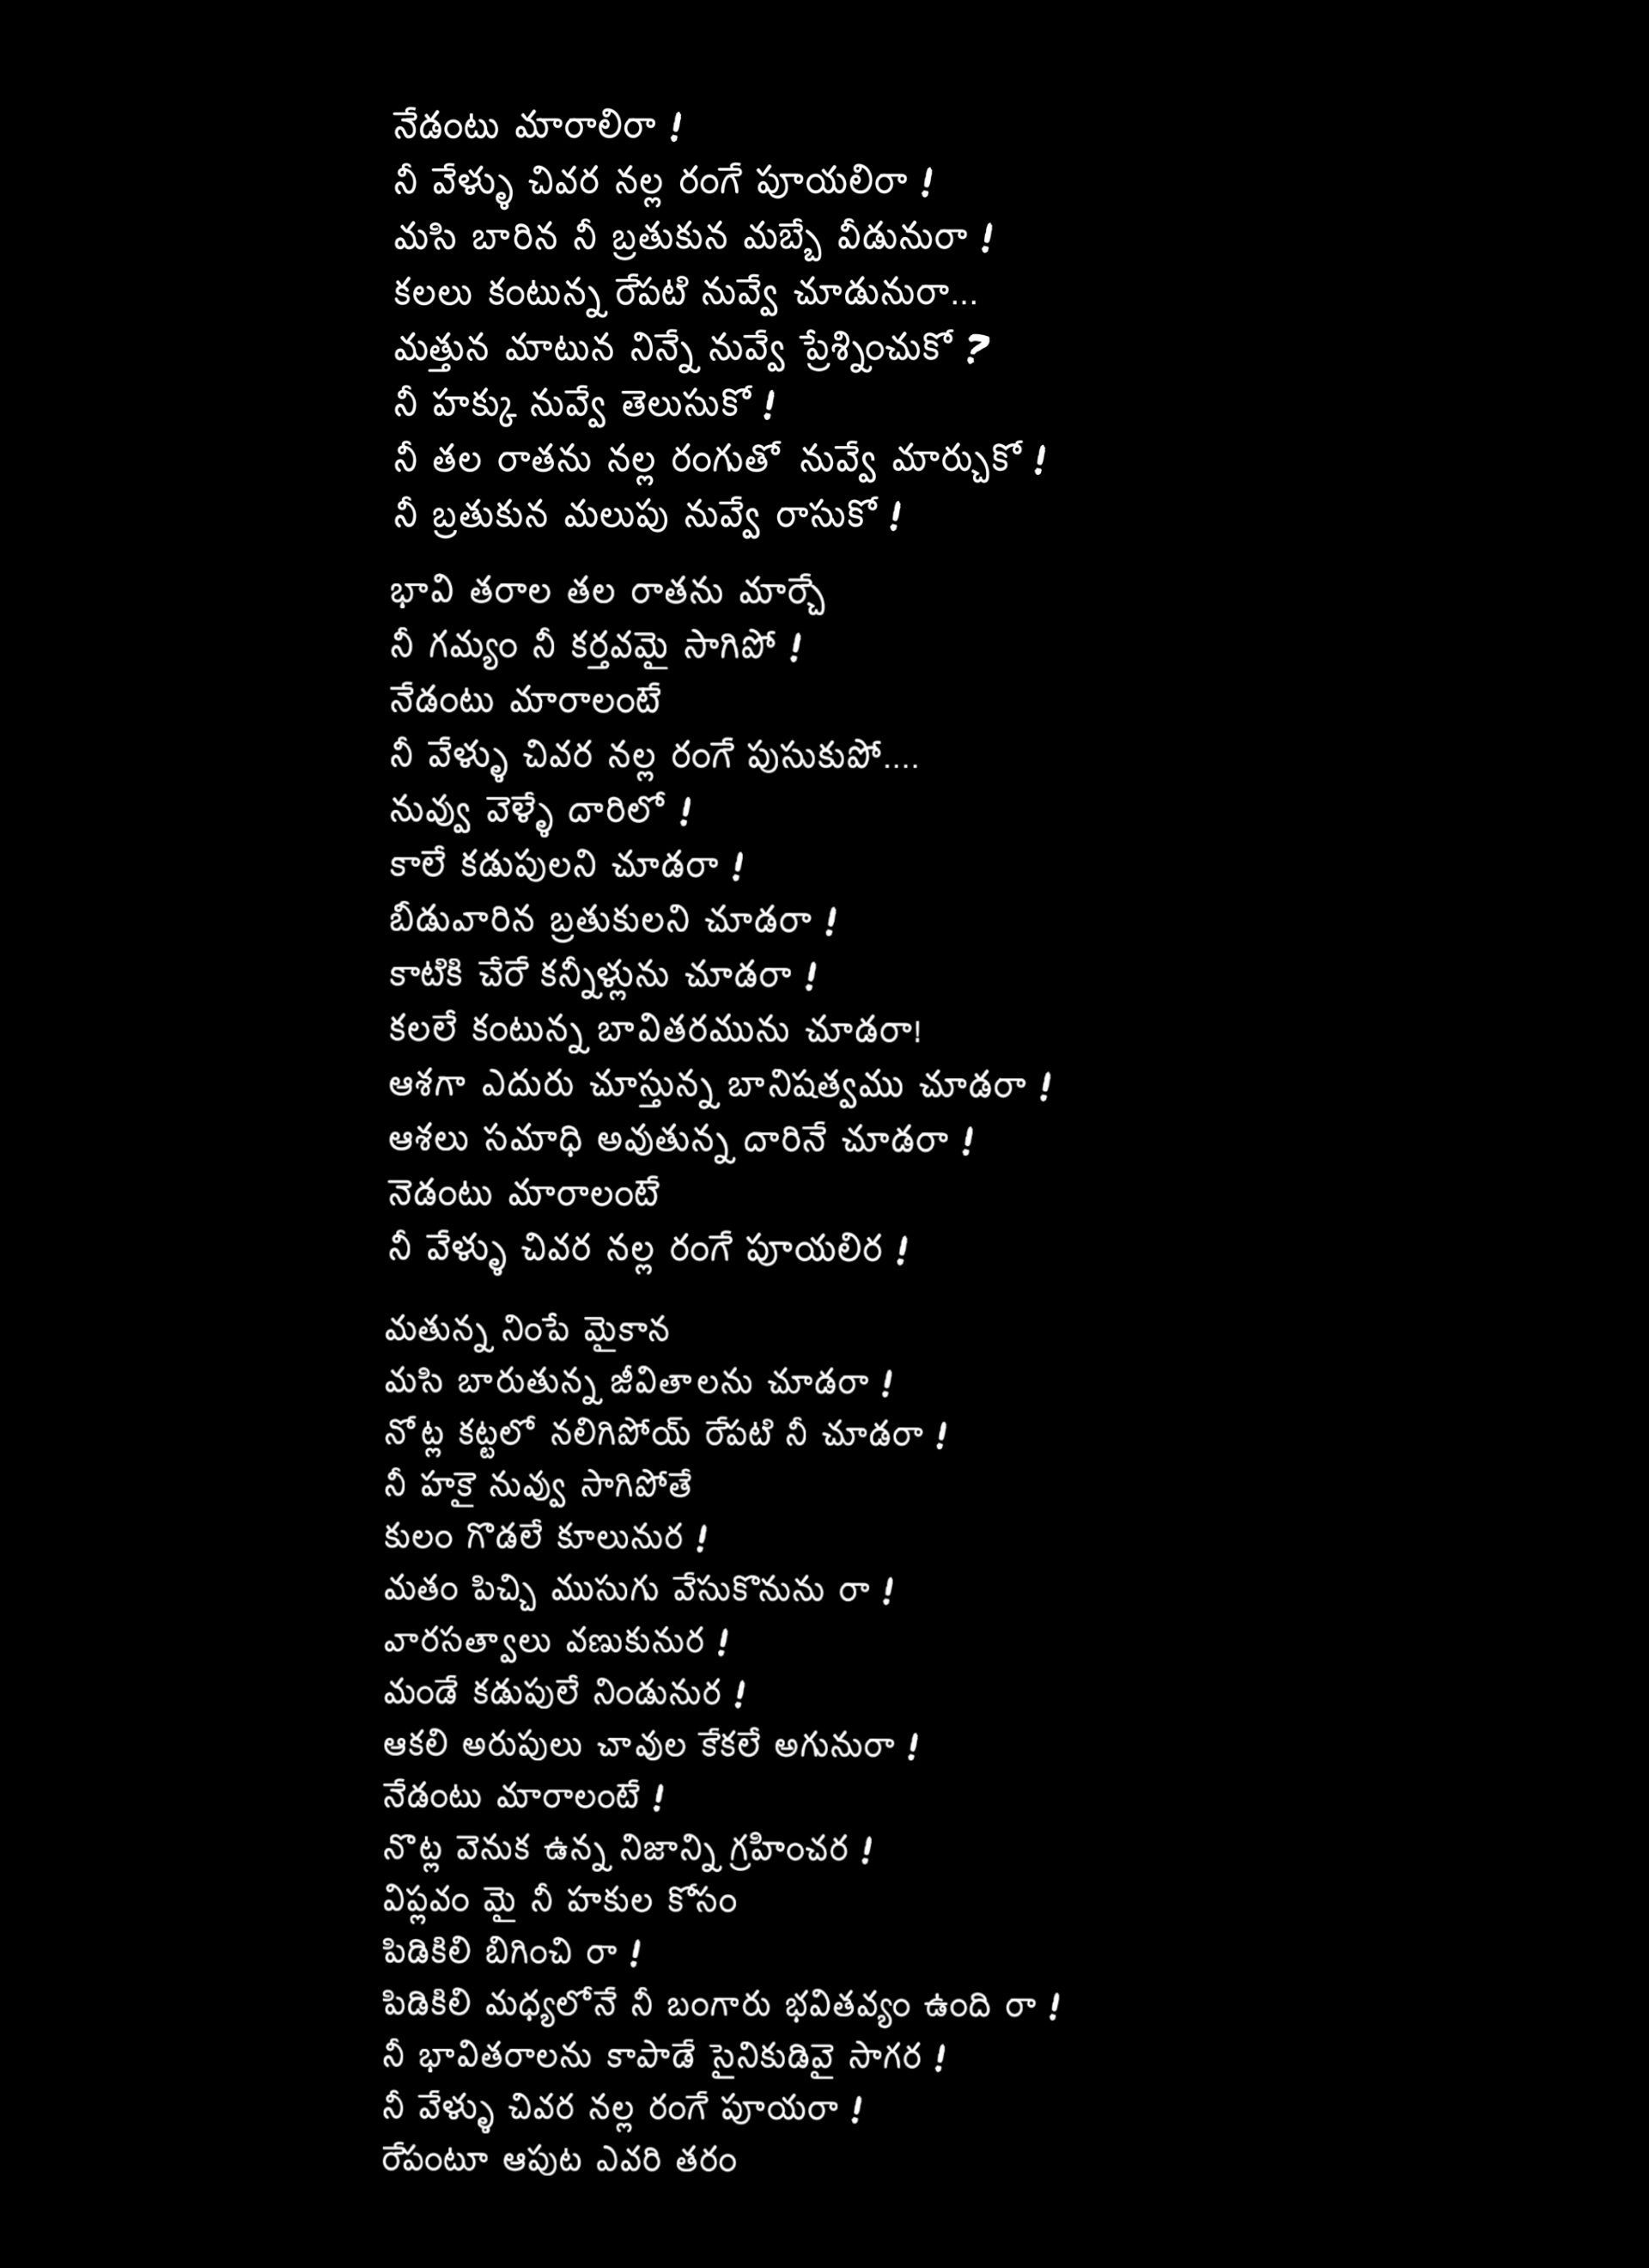 నేడంటు మారాలిరా !
నీ వేళ్ళు చివర నల్ల రంగే పూయలిరా !
మసి బారిన నీ బ్రతుకున మబ్బే వీడునురా !
కలలు కంటున్న రేపటి నువ్వే చూడునురా...
మత్తున మాటున నిన్నే నువ్వే ప్రేశ్నించుకో ?
నీ హక్కు నువ్వే తెలుసుకో !
నీ తల రాతను నల్ల రంగుతో నువ్వే మార్చుకో !
నీ బ్రతుకున మలుపు నువ్వే రాసుకో !
భావి తరాల తల రాతను మార్చే
నీ గమ్యం నీ కర్తవమై సాగిపో !
నేడంటు మారాలంటే
నీ వేళ్ళు చివర నల్ల రంగే పుసుకుపో....
నువ్వు వెళ్ళే దారిలో !
కాలే కడుపులని చూడరా !
బీడువారిన బ్రతుకులని చూడరా !
కాటికి చేరే కన్నీళ్లును చూడరా !
కలలే కంటున్న బావితరమును చూడరా!
ఆశగా ఎదురు చూస్తున్న బానిషత్వము చూడరా !
ఆశలు సమాధి అవుతున్న దారినే చూడరా !
నెడంటు మారాలంటే
నీ వేళ్ళు చివర నల్ల రంగే పూయలిర !
మతున్న నింపే మైకాన
మసి బారుతున్న జీవితాలను చూడరా !
నోట్ల కట్టలో నలిగిపోయ్ రేపటి నీ చూడరా !
నీ హకై నువ్వు సాగిపోతే
కులం గొడలే కూలునుర !
మతం పిచ్చి ముసుగు వేసుకొనును రా !
వారసత్వాలు వణుకునుర !
మండే కడుపులే నిండునుర !
ఆకలి అరుపులు చావుల కేకలే అగునురా !
నేడంటు మారాలంటే !
నొట్ల వెనుక ఉన్న నిజాన్ని గ్రహించర !
విప్లవం మై నీ హకుల కోసం
పిడికిలి బిగించి రా !
పిడికిలి మధ్యలోనే నీ బంగారు భవితవ్యం ఉంది రా !
నీ భావితరాలను కాపాడే సైనికుడివై సాగర !
నీ వేళ్ళు చివర నల్ల రంగే పూయరా !
రేపంటూ ఆపుట ఎవరి తరం